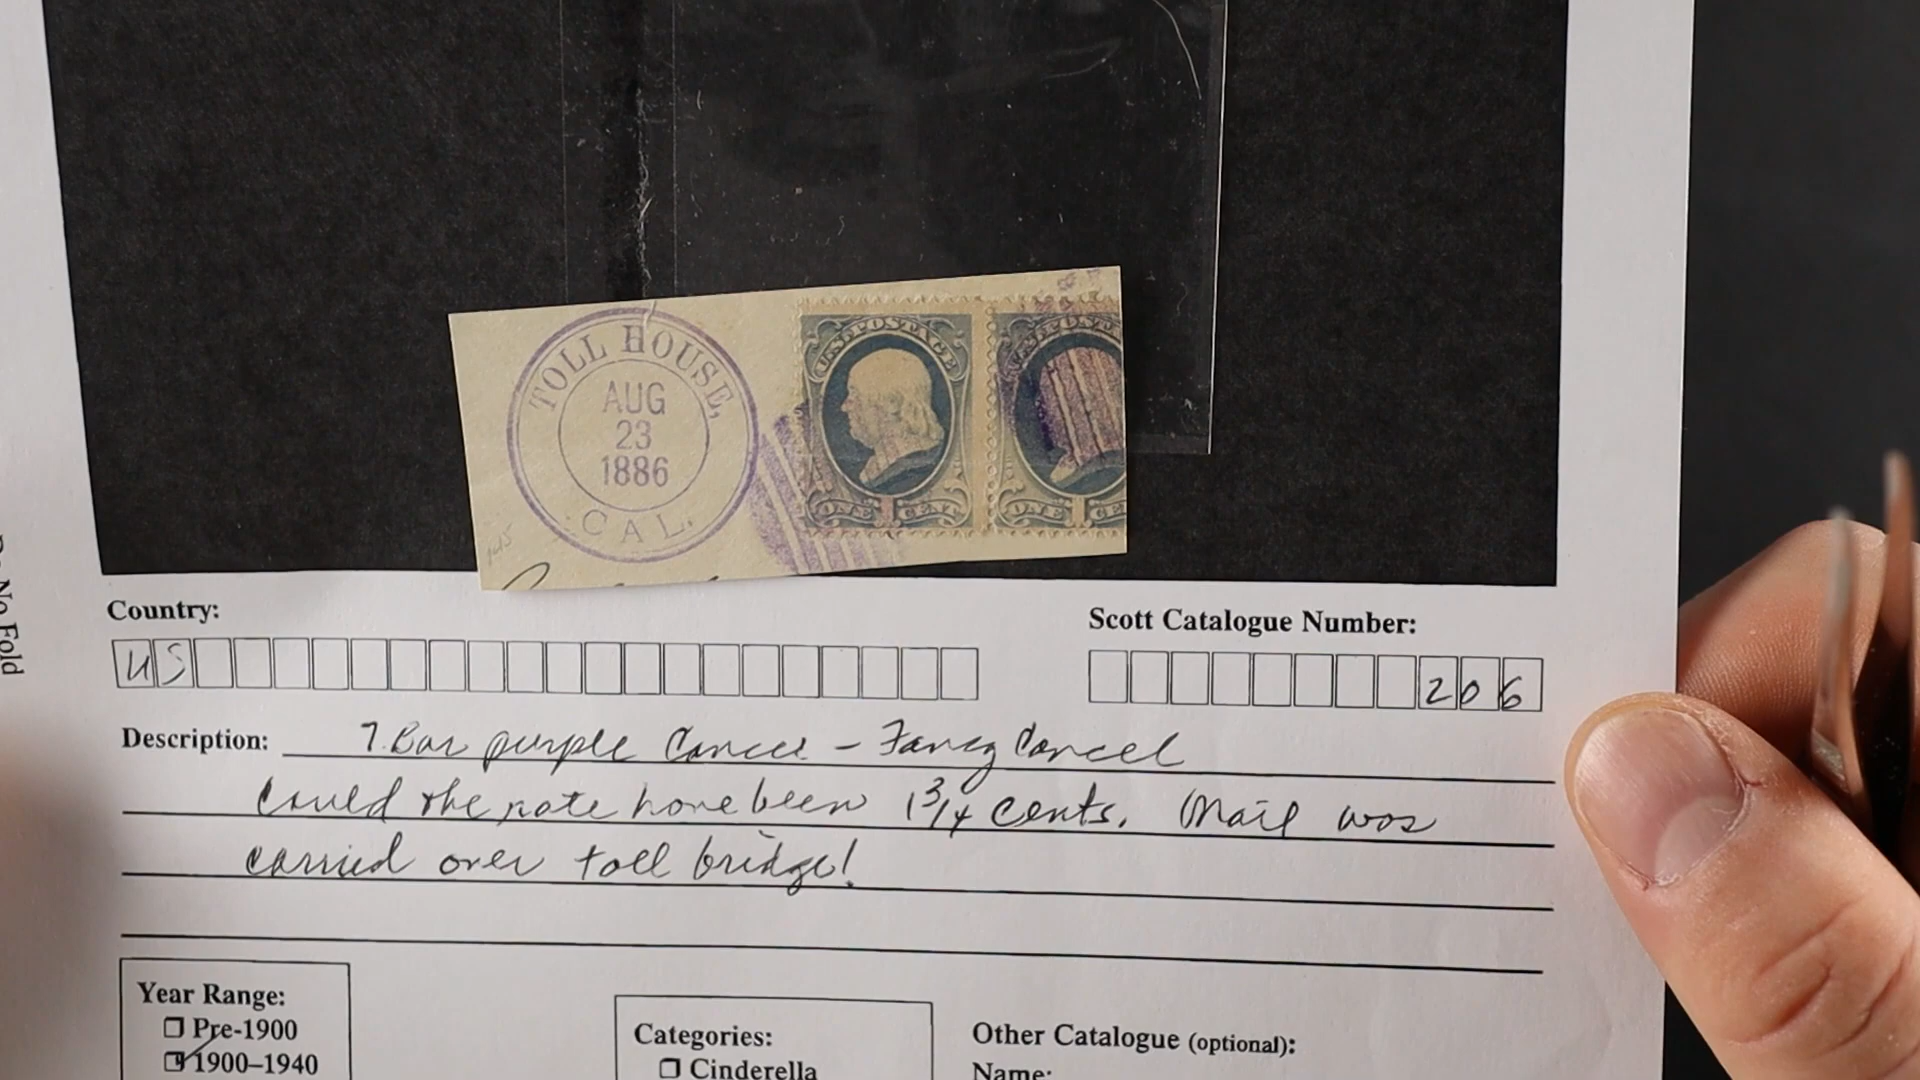 TOLL HOUSE,
AUG
23
1886
CAL.
U.S. POSTAGE
ONE CENT
U.S. POSTA
ONE CE
No Fold
Country:
US
Scott Catalogue Number:
206
Description: 7 Bar purple Cancel - Fancy Cancel
Could the rate have been 1 3/4 cents. Mail was
carried over toll bridge!
Year Range:
Pre-1900
1900–1940
Categories:
Cinderella
Other Catalogue (optional):
Name: